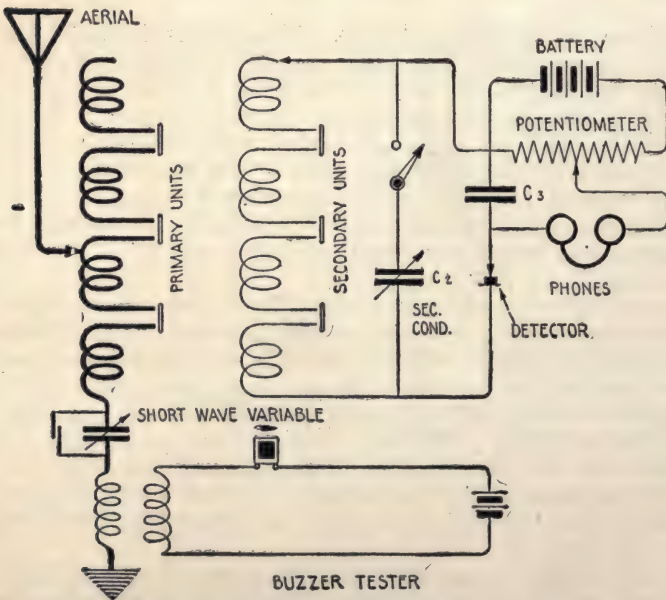 AERIAL
BATTERY
POTENTIOMETER
PRIMARY UNITS
SECONDARY UNITS
C3
C2
SEC.
COND.
PHONES
DETECTOR.
SHORT WAVE VARIABLE
BUZZER TESTER